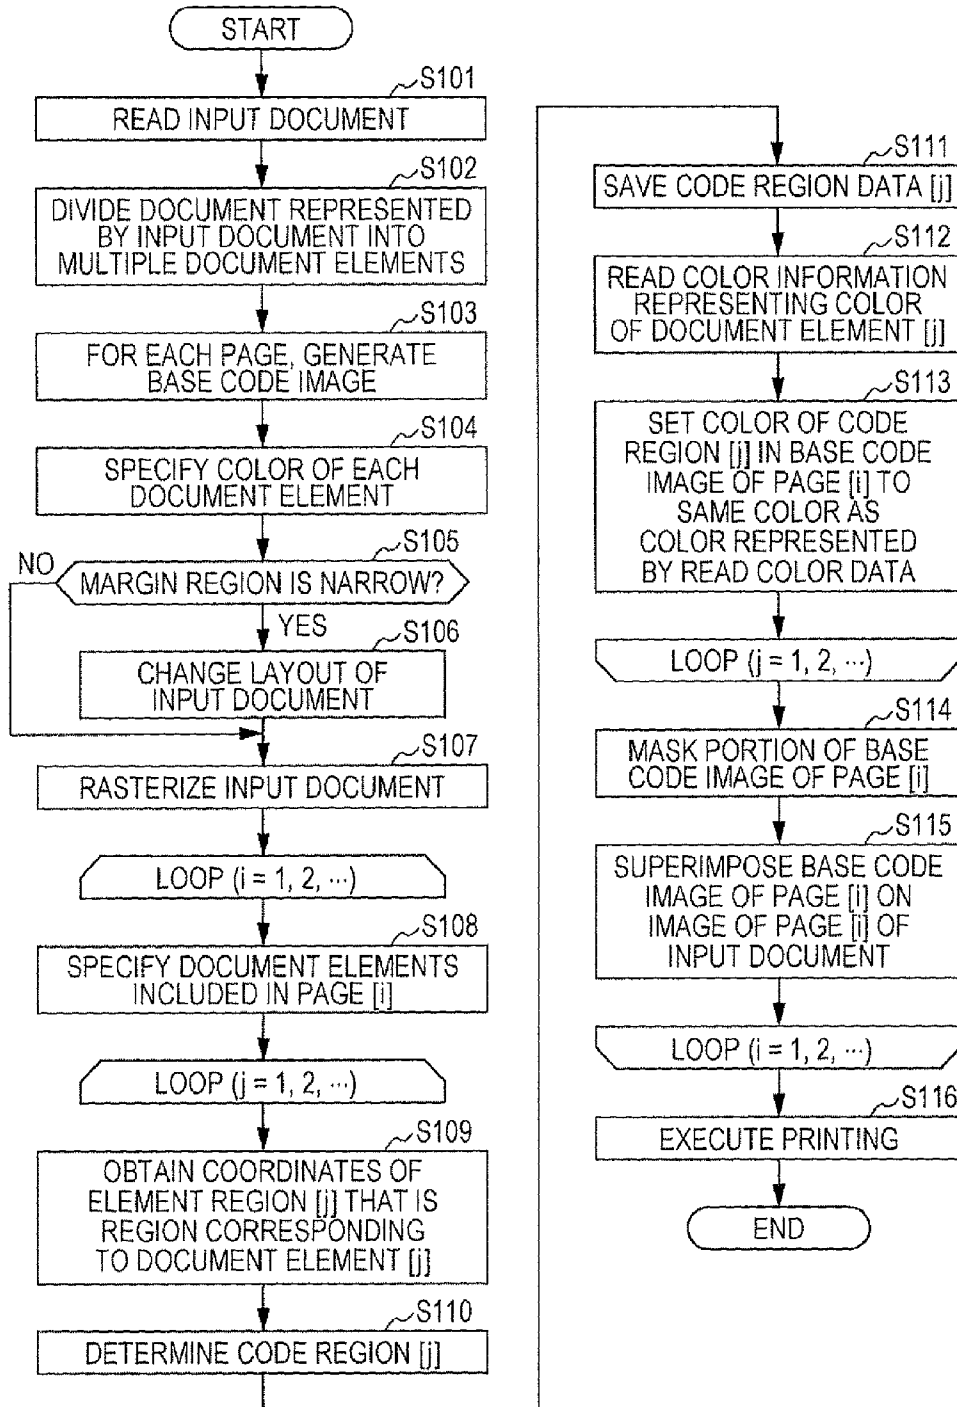 START
S101
READ INPUT DOCUMENT
S102
DIVIDE DOCUMENT REPRESENTED
BY INPUT DOCUMENT INTO
MULTIPLE DOCUMENT ELEMENTS
S103
FOR EACH PAGE, GENERATE
BASE CODE IMAGE
S104
SPECIFY COLOR OF EACH
DOCUMENT ELEMENT
S105
NO
MARGIN REGION IS NARROW?
YES
S106
CHANGE LAYOUT OF
INPUT DOCUMENT
S107
RASTERIZE INPUT DOCUMENT
LOOP (i = 1, 2, ···)
S108
SPECIFY DOCUMENT ELEMENTS
INCLUDED IN PAGE [i]
LOOP (j = 1, 2, ···)
S109
OBTAIN COORDINATES OF
ELEMENT REGION [j] THAT IS
REGION CORRESPONDING
TO DOCUMENT ELEMENT [j]
S110
DETERMINE CODE REGION [j]
S111
SAVE CODE REGION DATA [j]
S112
READ COLOR INFORMATION
REPRESENTING COLOR
OF DOCUMENT ELEMENT [j]
S113
SET COLOR OF CODE
REGION [j] IN BASE CODE
IMAGE OF PAGE [i] TO
SAME COLOR AS
COLOR REPRESENTED
BY READ COLOR DATA
LOOP (j = 1, 2, ···)
S114
MASK PORTION OF BASE
CODE IMAGE OF PAGE [i]
S115
SUPERIMPOSE BASE CODE
IMAGE OF PAGE [i] ON
IMAGE OF PAGE [i] OF
INPUT DOCUMENT
LOOP (i = 1, 2, ···)
S116
EXECUTE PRINTING
END